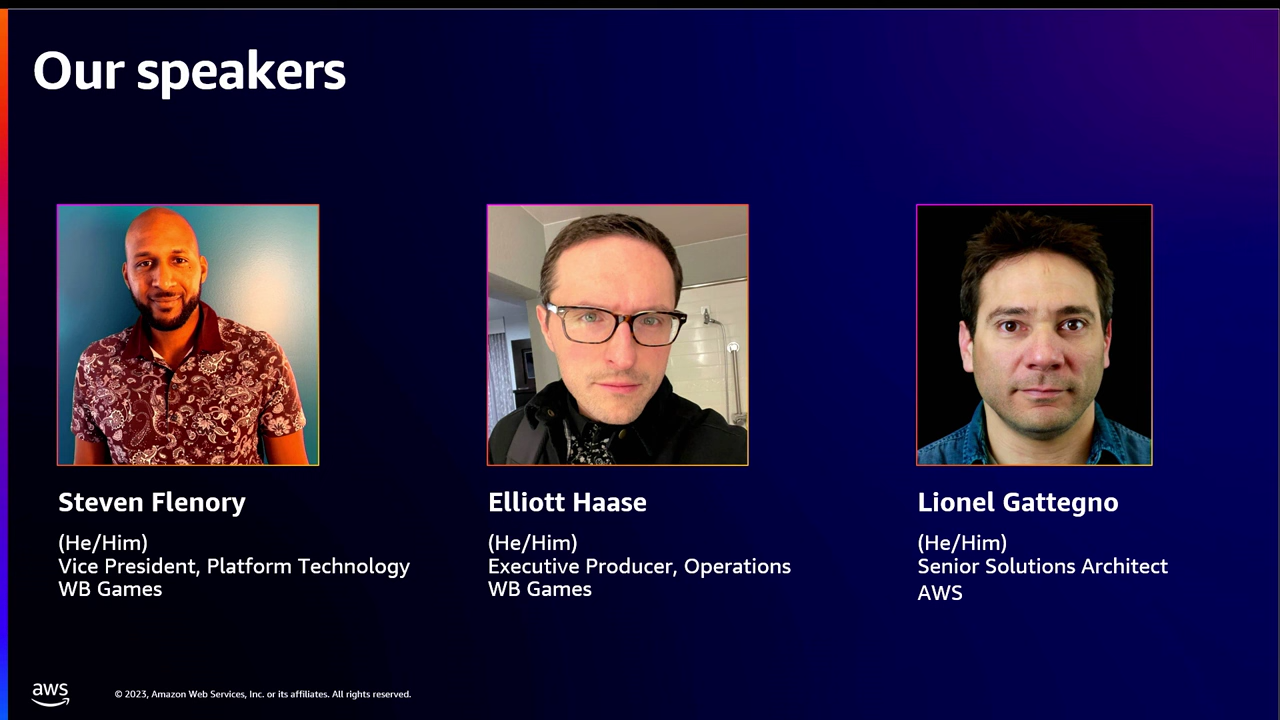 Our speakers
Steven Flenory
(He/Him)
Vice President, Platform Technology
WB Games
Elliott Haase
(He/Him)
Executive Producer, Operations
WB Games
Lionel Gattegno
(He/Him)
Senior Solutions Architect
AWS
aws
© 2023, Amazon Web Services, Inc. or its affiliates. All rights reserved.